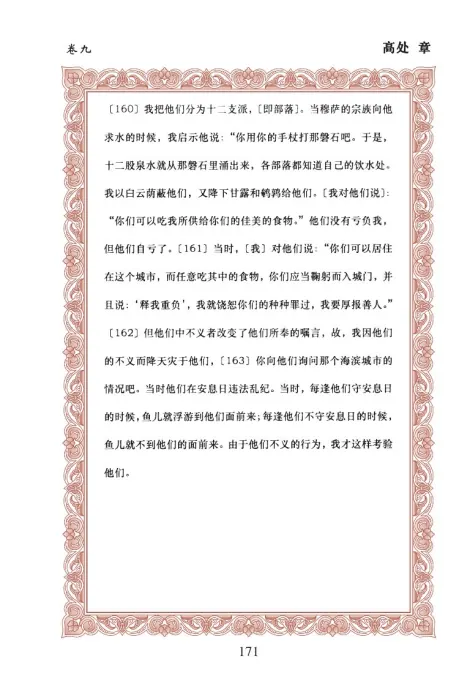 卷九
高处 章
〔160〕我把他们分为十二支派，〔即部落〕。当穆萨的宗族向他
求水的时候，我启示他说：“你用你的手杖打那磐石吧。于是，
十二股泉水就从那磐石里涌出来，各部落都知道自己的饮水处。
我以白云荫蔽他们，又降下甘露和鹌鹑给他们。〔我对他们说〕：
“你们可以吃我所供给你们的佳美的食物。”他们没有亏负我，
但他们自亏了。〔161〕当时，〔我〕对他们说：“你们可以居住
在这个城市，而任意吃其中的食物，你们应当鞠躬而入城门，并
且说：‘释我重负’，我就饶恕你们的种种罪过，我要厚报善人。”
〔162〕但他们中不义者改变了他们所奉的嘱言，故，我因他们
的不义而降天灾于他们，〔163〕你向他们询问那个海滨城市的
情况吧。当时他们在安息日违法乱纪。当时，每逢他们守安息日
的时候，鱼儿就浮游到他们面前来；每逢他们不守安息日的时候，
鱼儿就不到他们的面前来。由于他们不义的行为，我才这样考验
他们。
171